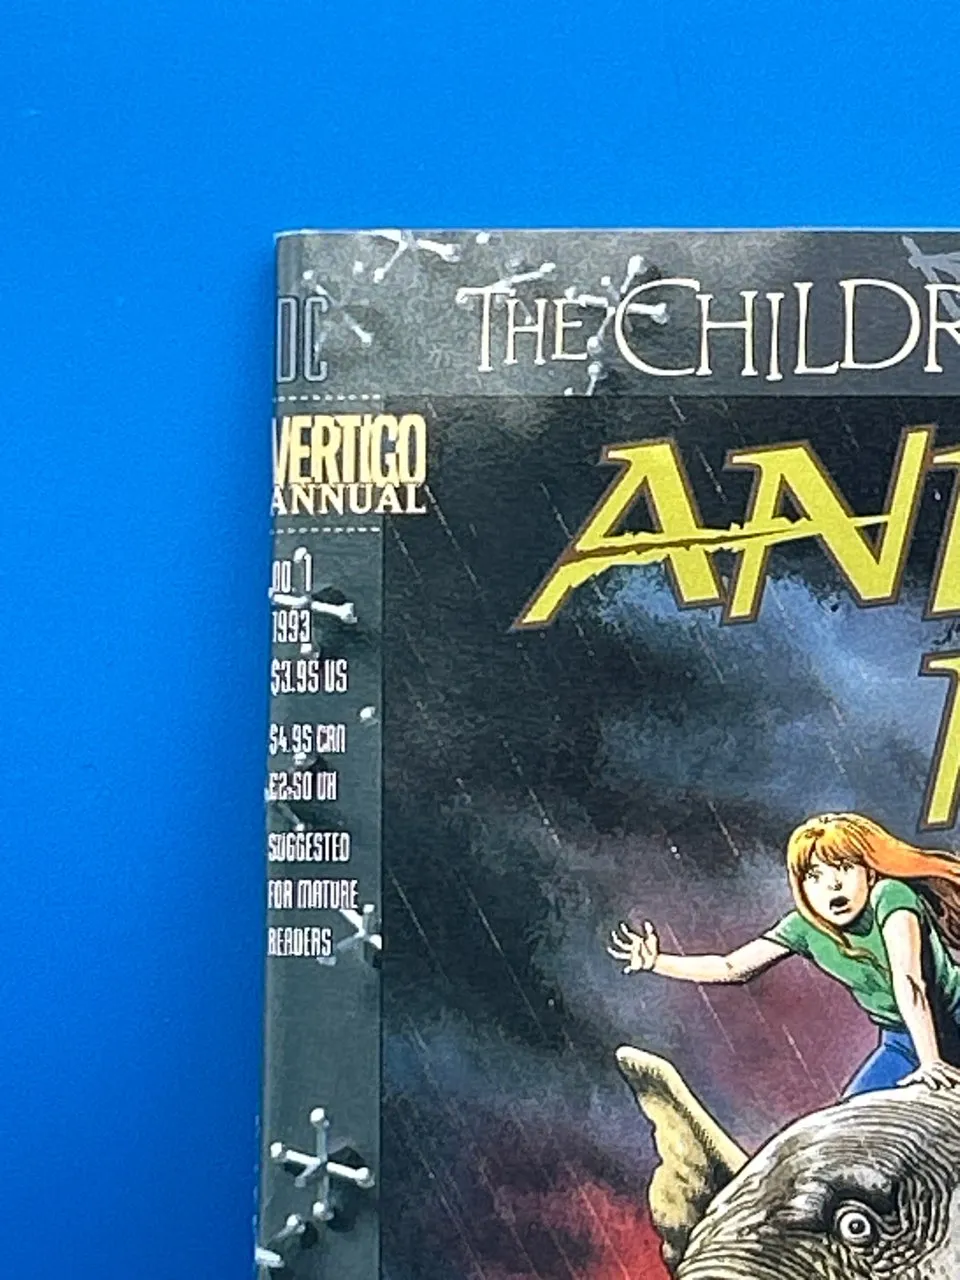 THE CHILDR
DC
VERTIGO
ANNUAL
AN
no. 1
1993
$3.95 US
$4.95 CAN
£2.50 UK
SUGGESTED
FOR MATURE
READERS